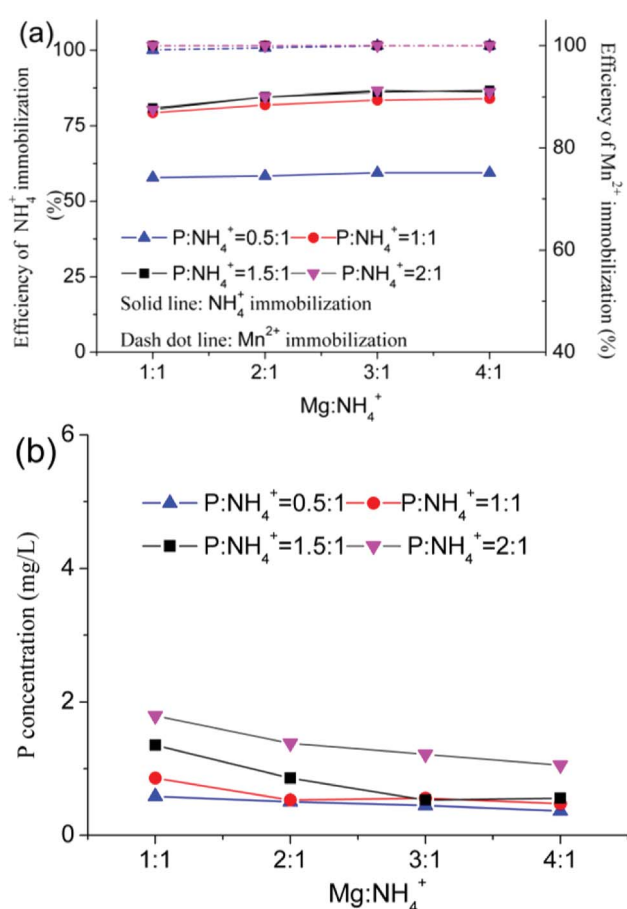 (a)
Efficiency of NH₄⁺ immobilization
(%)
100
75
50
25
0
P:NH₄⁺=0.5:1 P:NH₄⁺=1:1
P:NH₄⁺=1.5:1 P:NH₄⁺=2:1
Solid line: NH₄⁺ immobilization
Dash dot line: Mn²⁺ immobilization
1:1 2:1 3:1 4:1
Mg:NH₄⁺
100
80
60
40
Efficiency of Mn²⁺
immobilization (%)
(b)
P concentration (mg/L)
6
4
2
0
P:NH₄⁺=0.5:1 P:NH₄⁺=1:1
P:NH₄⁺=1.5:1 P:NH₄⁺=2:1
1:1 2:1 3:1 4:1
Mg:NH₄⁺